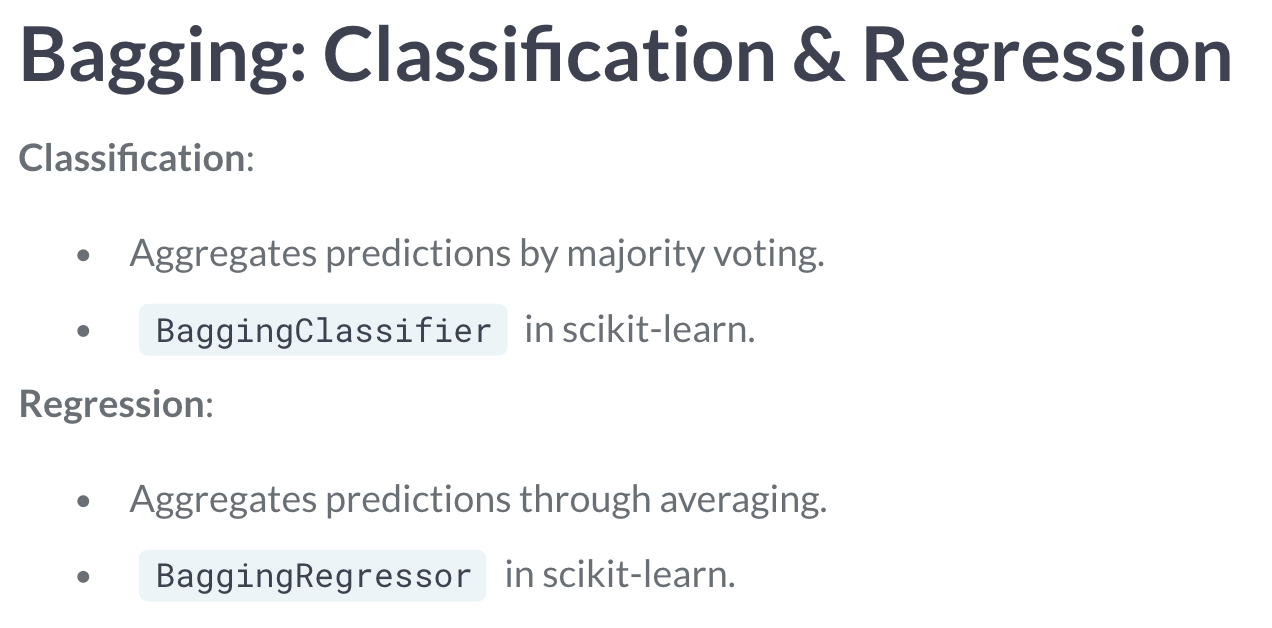 Bagging: Classification & Regression
Classification:
• Aggregates predictions by majority voting.
• BaggingClassifier in scikit-learn.
Regression:
• Aggregates predictions through averaging.
• BaggingRegressor in scikit-learn.